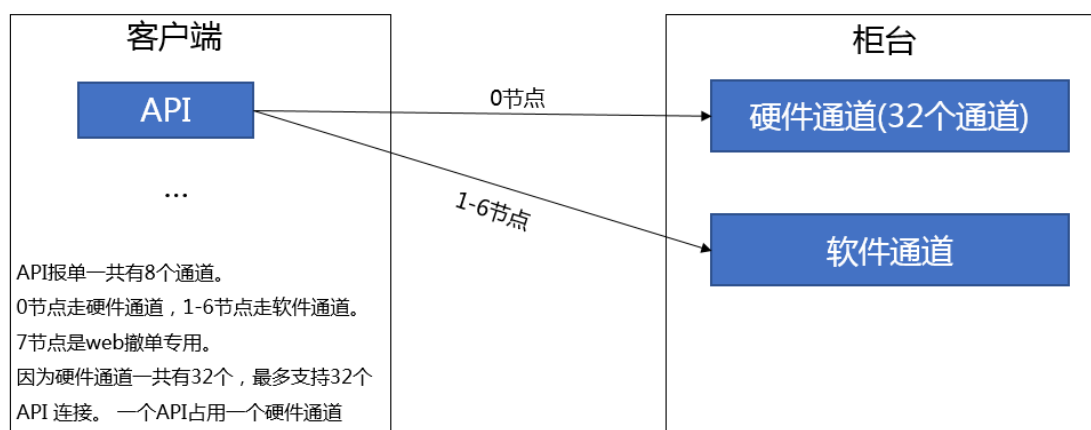 客户端
柜台
API
0节点
硬件通道(32个通道)
...
1-6节点
软件通道
API报单一共有8个通道。
0节点走硬件通道，1-6节点走软件通道。
7节点是web撤单专用。
因为硬件通道一共有32个，最多支持32个
API 连接。 一个API占用一个硬件通道